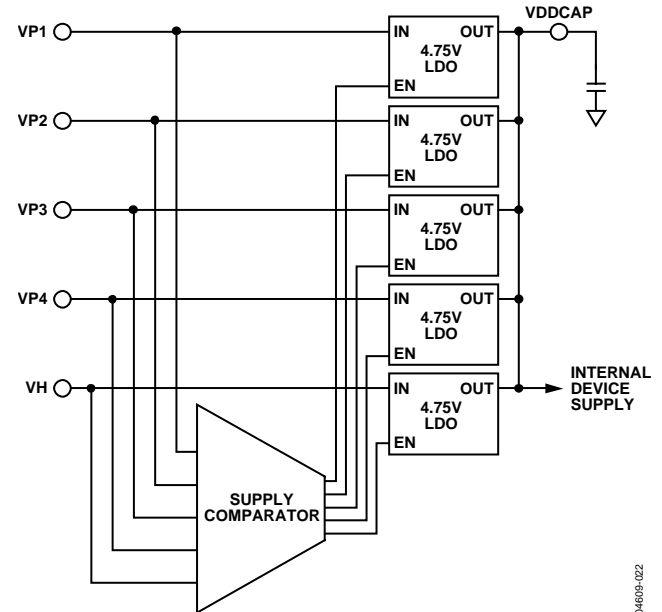 VDDCAP
VP1
IN
OUT
4.75V
LDO
EN
VP2
IN
OUT
4.75V
LDO
EN
VP3
IN
OUT
4.75V
LDO
EN
VP4
IN
OUT
4.75V
LDO
EN
VH
IN
OUT
4.75V
LDO
EN
INTERNAL
DEVICE
SUPPLY
SUPPLY
COMPARATOR
04609-022